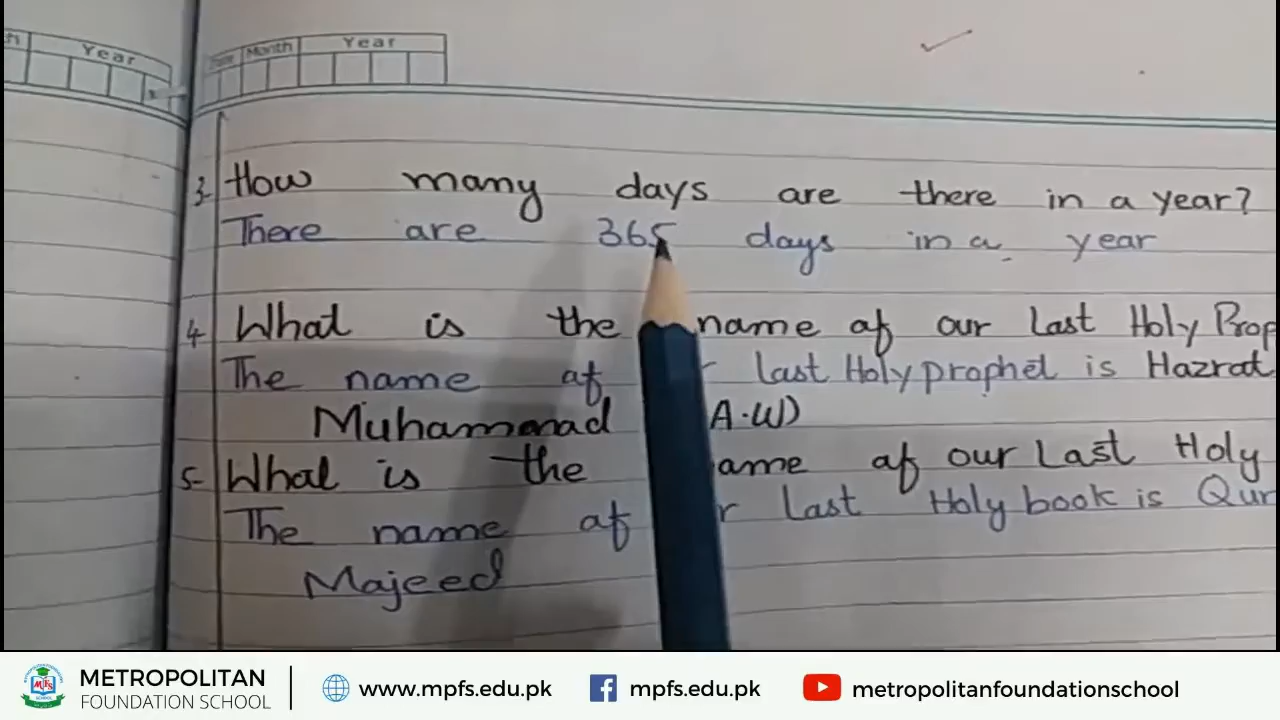 Year
Month Year
3- How many days are there in a year?
There are 365 days in a year
4- What is the name of our last Holy Prop
The name of last Holy prophet is Hazrat
Muhammad A.W)
5- What is the ame of our Last Holy
The name of r last Holy book is Qur
Majeed
METROPOLITAN
FOUNDATION SCHOOL
www.mpfs.edu.pk
mpfs.edu.pk
metropolitanfoundationschool